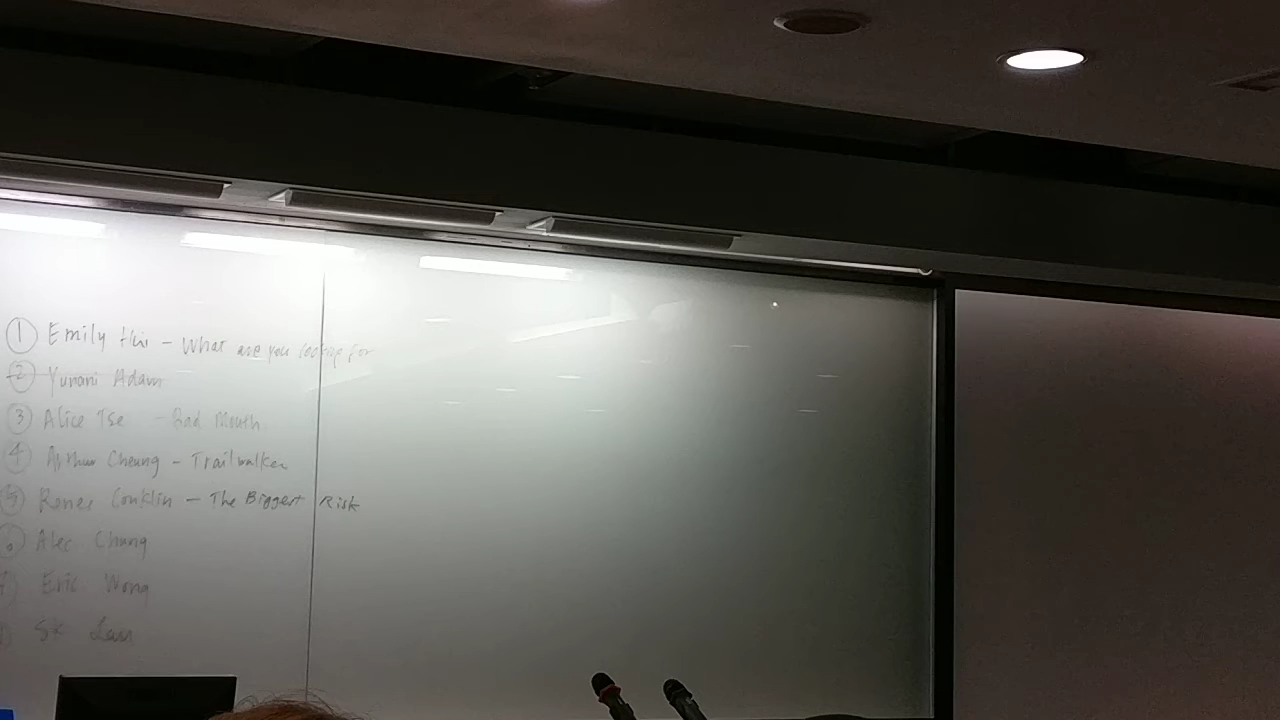 ① Emily Hui - What are you looking for
② Yunani Adam
③ Alice Tse - Bad Mouth
④ Arthur Cheung - Trailwalker
⑤ Renee Conklin - The Biggest Risk
Alec Chung
Eric Wong
SK Lam